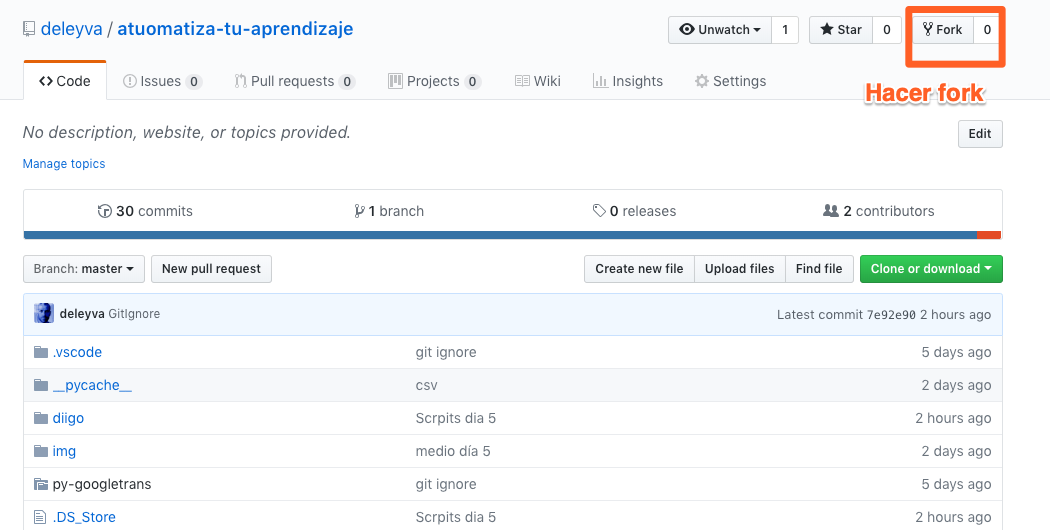 deleyva / atuomatiza-tu-aprendizaje
Unwatch 1 Star 0 Fork 0
Code Issues 0 Pull requests 0 Projects 0 Wiki Insights Settings
Hacer fork
No description, website, or topics provided.
Edit
Manage topics
30 commits 1 branch 0 releases 2 contributors
Branch: master New pull request Create new file Upload files Find file Clone or download
deleyva GitIgnore Latest commit 7e92e90 2 hours ago
.vscode git ignore 5 days ago
__pycache__ csv 2 days ago
diigo Scrpits dia 5 2 hours ago
img medio día 5 2 days ago
py-googletrans git ignore 5 days ago
.DS_Store Scrpits dia 5 2 hours ago